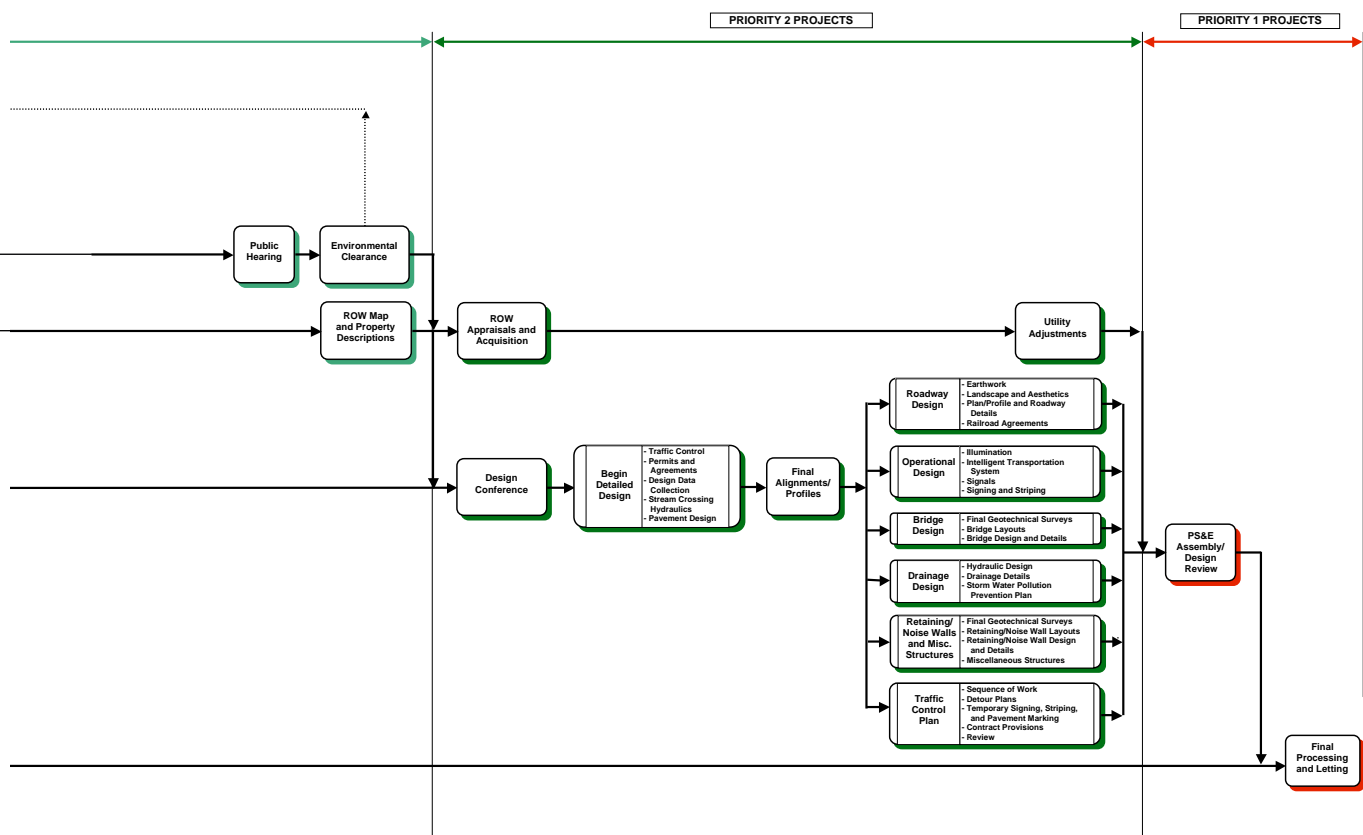 PRIORITY 2 PROJECTS
PRIORITY 1 PROJECTS
Public
Hearing
Environmental
Clearance
ROW Map
and Property
Descriptions
ROW
Appraisals and
Acquisition
Utility
Adjustments
Design
Conference
Begin
Detailed
Design
- Traffic Control
- Permits and
Agreements
- Design Data
Collection
- Stream Crossing
Hydraulics
- Pavement Design
Final
Alignments/
Profiles
Roadway
Design
- Earthwork
- Landscape and Aesthetics
- Plan/Profile and Roadway
Details
- Railroad Agreements
Operational
Design
- Illumination
- Intelligent Transportation
System
- Signals
- Signing and Striping
Bridge
Design
- Final Geotechnical Surveys
- Bridge Layouts
- Bridge Design and Details
Drainage
Design
- Hydraulic Design
- Drainage Details
- Storm Water Pollution
Prevention Plan
Retaining/
Noise Walls
and Misc.
Structures
- Final Geotechnical Surveys
- Retaining/Noise Wall Layouts
- Retaining/Noise Wall Design
and Details
- Miscellaneous Structures
Traffic
Control
Plan
- Sequence of Work
- Detour Plans
- Temporary Signing, Striping,
and Pavement Marking
- Contract Provisions
- Review
PS&E
Assembly/
Design
Review
Final
Processing
and Letting